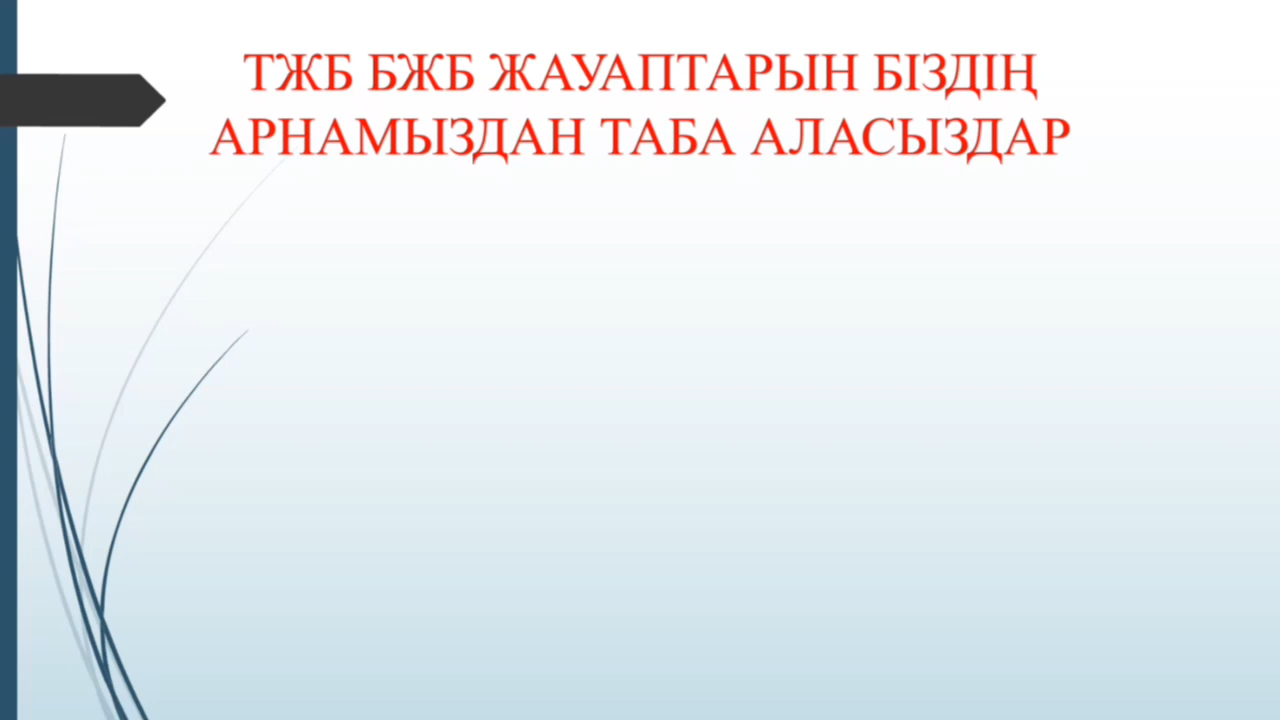 ТЖБ БЖБ ЖАУАПТАРЫН БІЗДІҢ
АРНАМЫЗДАН ТАБА АЛАСЫЗДАР